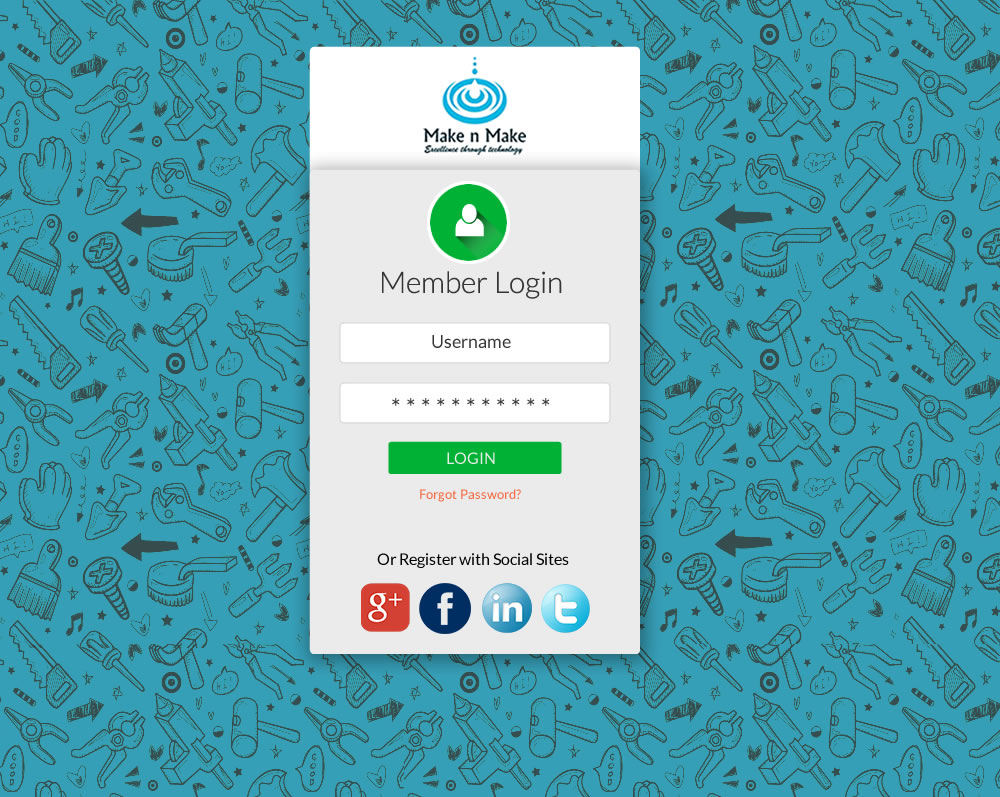 Make n Make
Excellence through technology
Member Login
Username
***********
LOGIN
Forgot Password?
Or Register with Social Sites
g+
f
in
t